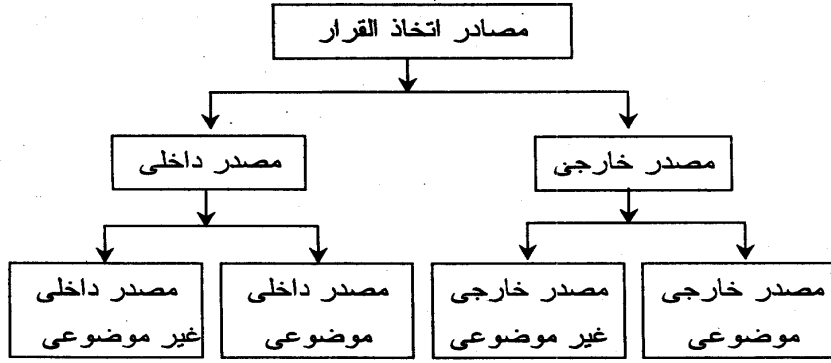 مصادر اتخاذ القرار
مصدر خارجى
مصدر داخلى
مصدر خارجى
موضوعى
مصدر خارجى
غير موضوعى
مصدر داخلى
موضوعى
مصدر داخلى
غير موضوعى